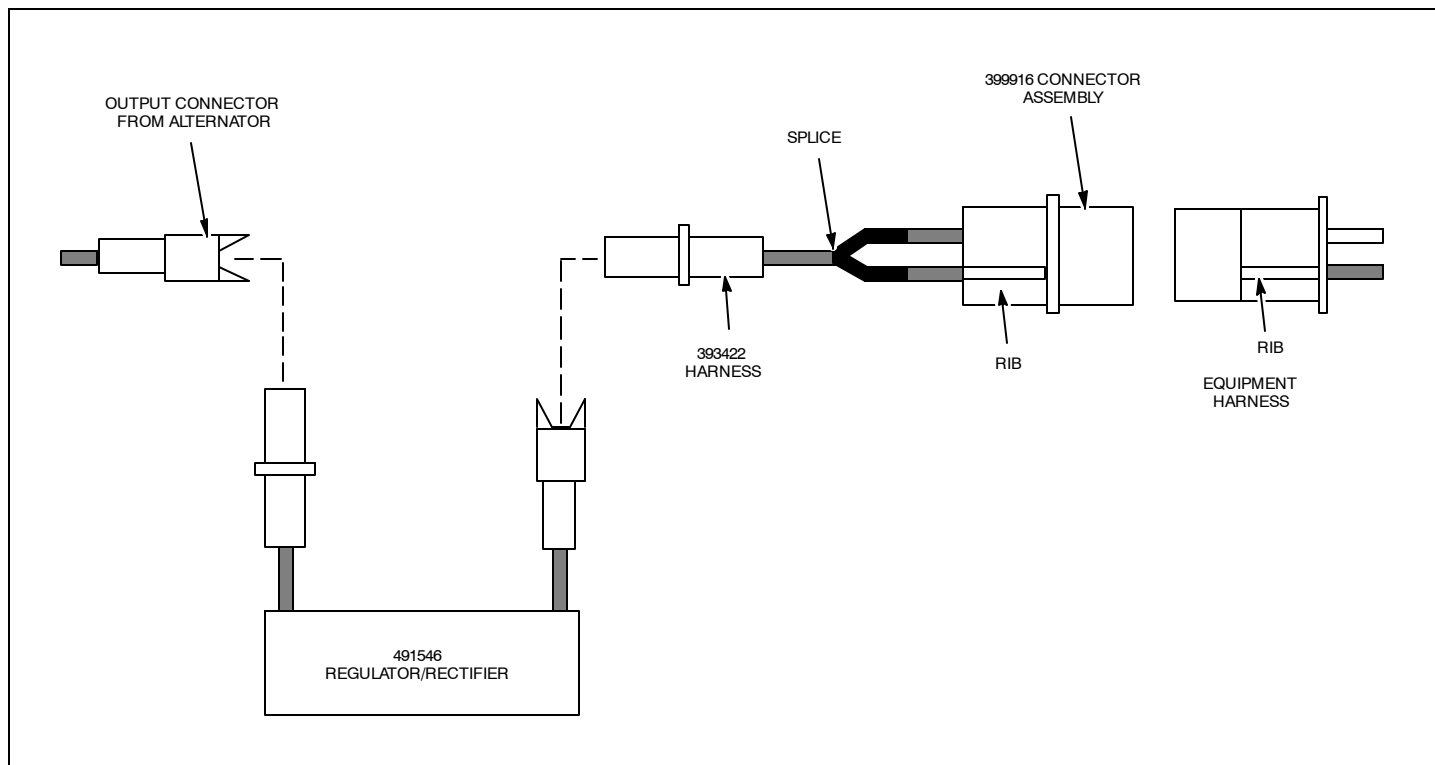 OUTPUT CONNECTOR
FROM ALTERNATOR
SPLICE
399916 CONNECTOR
ASSEMBLY
393422
HARNESS
RIB
RIB
EQUIPMENT
HARNESS
491546
REGULATOR/RECTIFIER